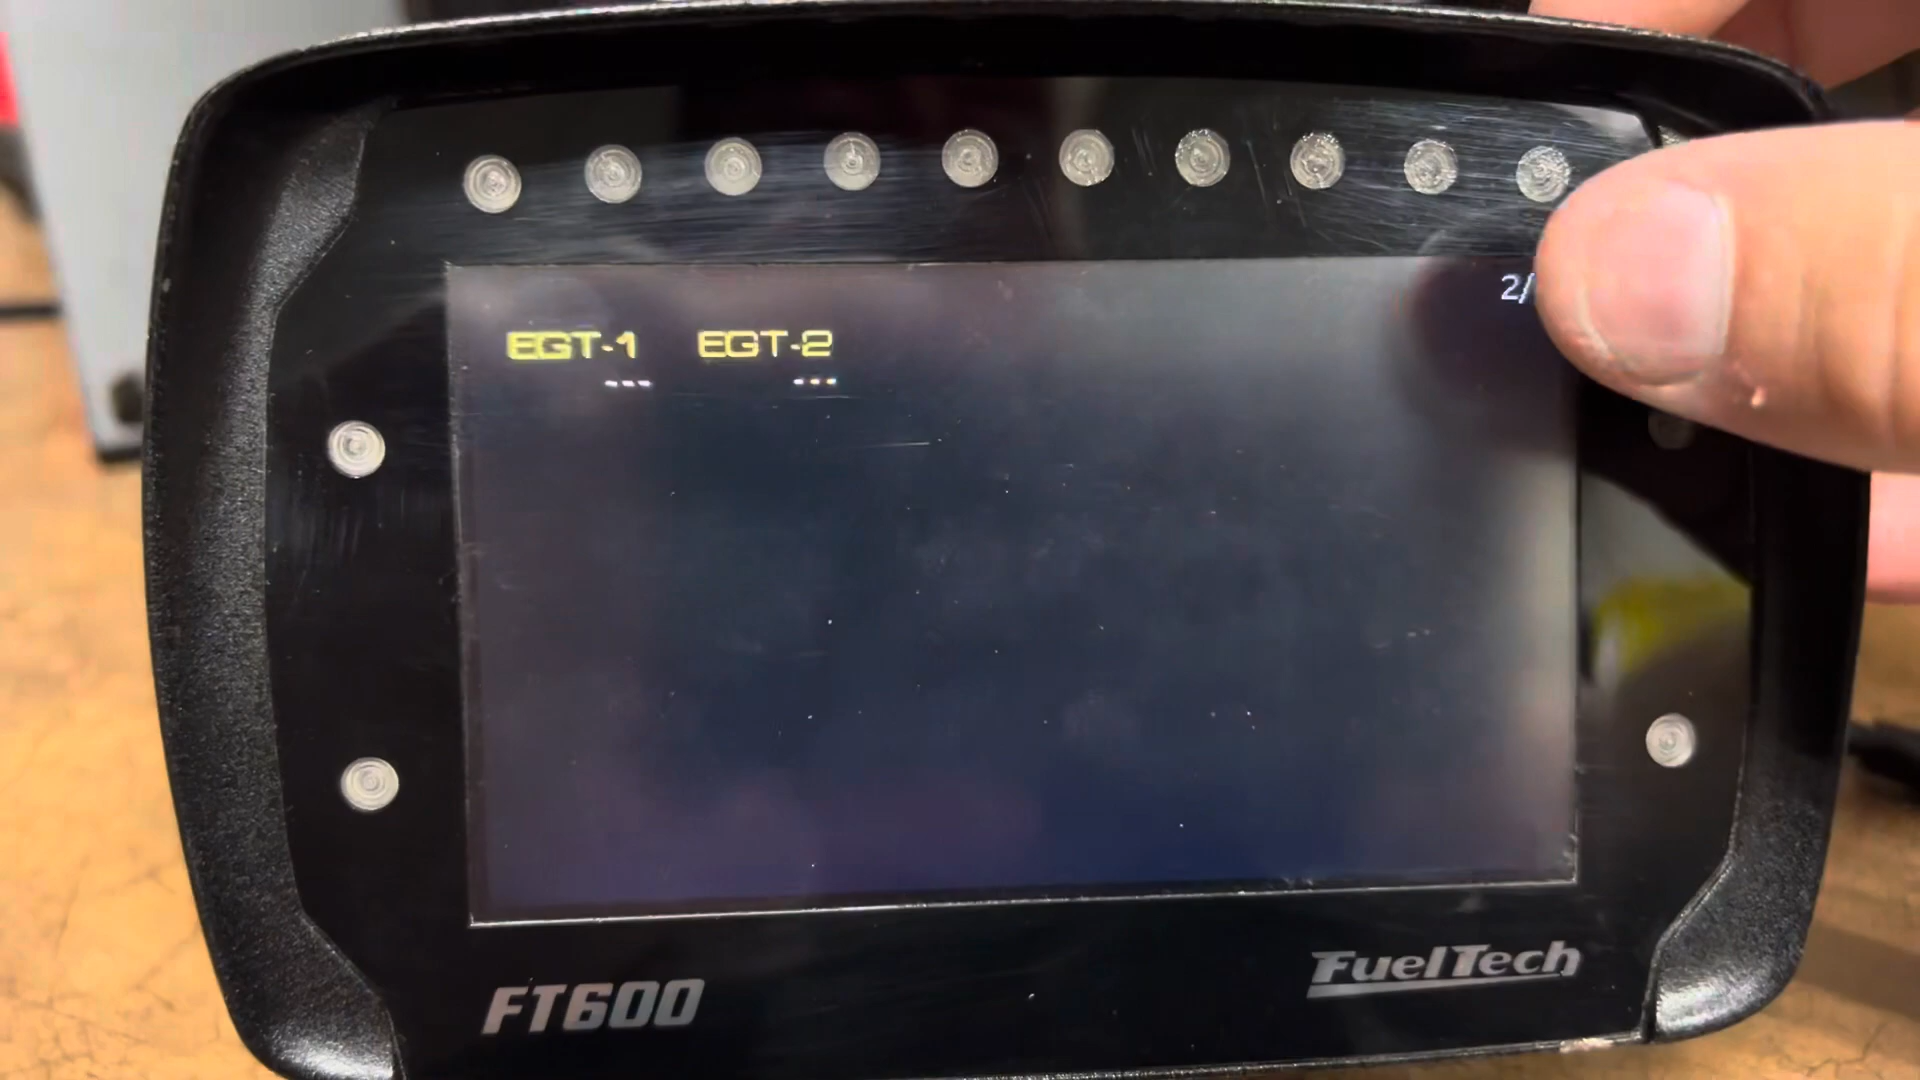 2/
EGT-1 EGT-2
--- ---
FT600
FuelTech